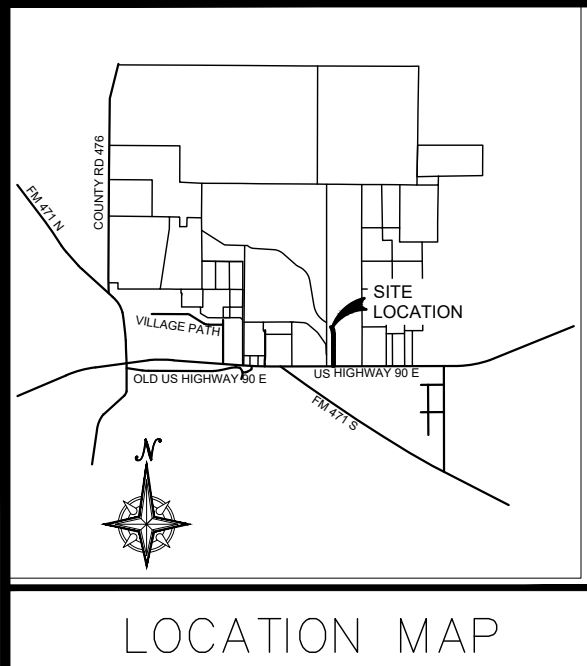 COUNTY RD 476
FM 471 N
SITE
LOCATION
VILLAGE PATH
OLD US HIGHWAY 90 E
US HIGHWAY 90 E
FM 471 S
N
LOCATION MAP